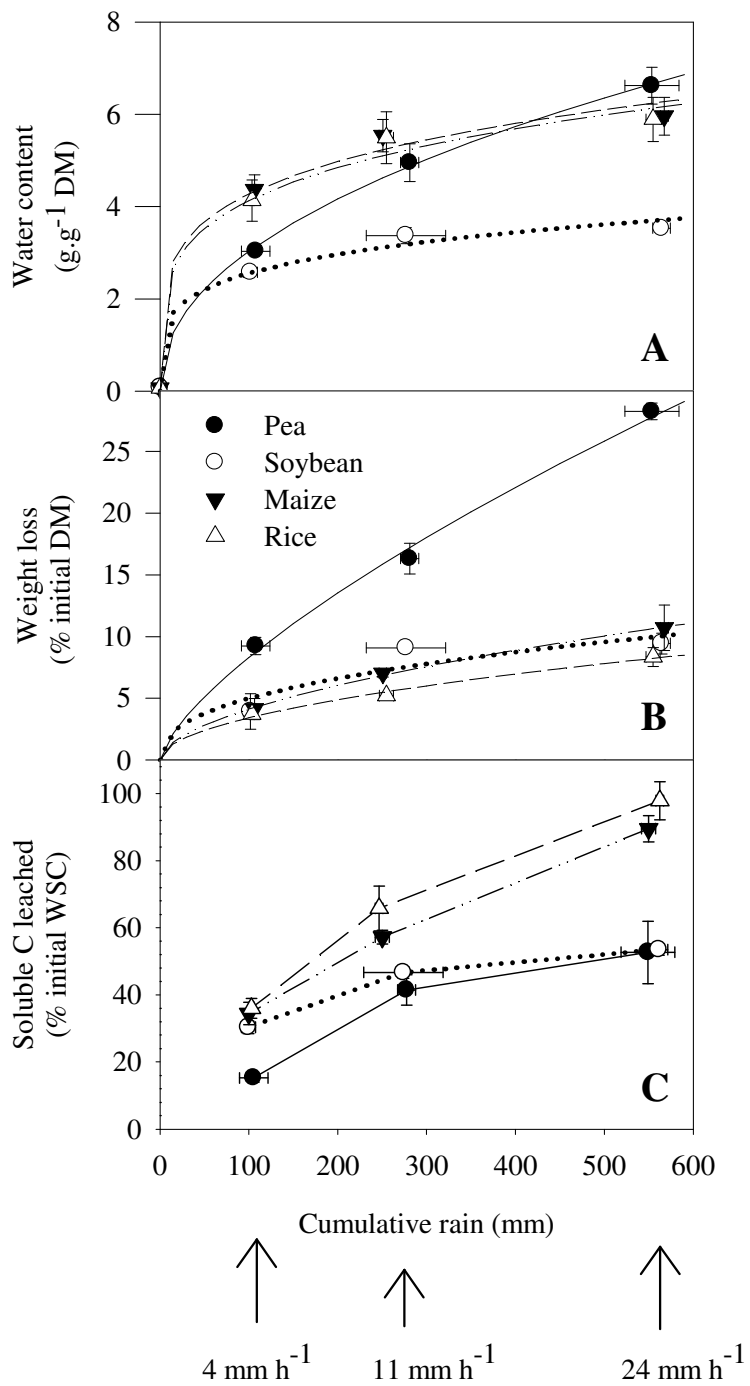 8
6
4
2
0
Water content
(g.g-1 DM)
A
25
20
15
10
5
0
Weight loss
(% initial DM)
Pea
Soybean
Maize
Rice
B
100
80
60
40
20
0
Soluble C leached
(% initial WSC)
C
0 100 200 300 400 500 600
Cumulative rain (mm)
4 mm h-1 11 mm h-1 24 mm h-1